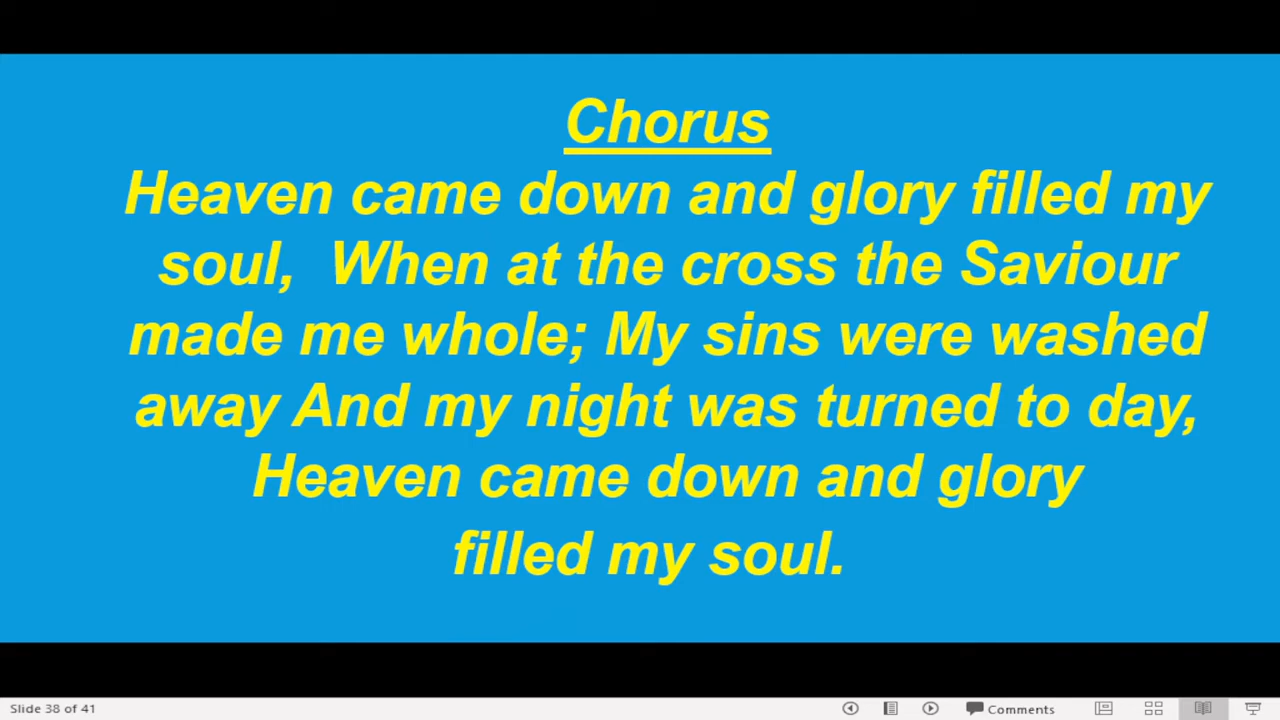 Chorus
Heaven came down and glory filled my
soul, When at the cross the Saviour
made me whole; My sins were washed
away And my night was turned to day,
Heaven came down and glory
filled my soul.
Slide 38 of 41
Comments